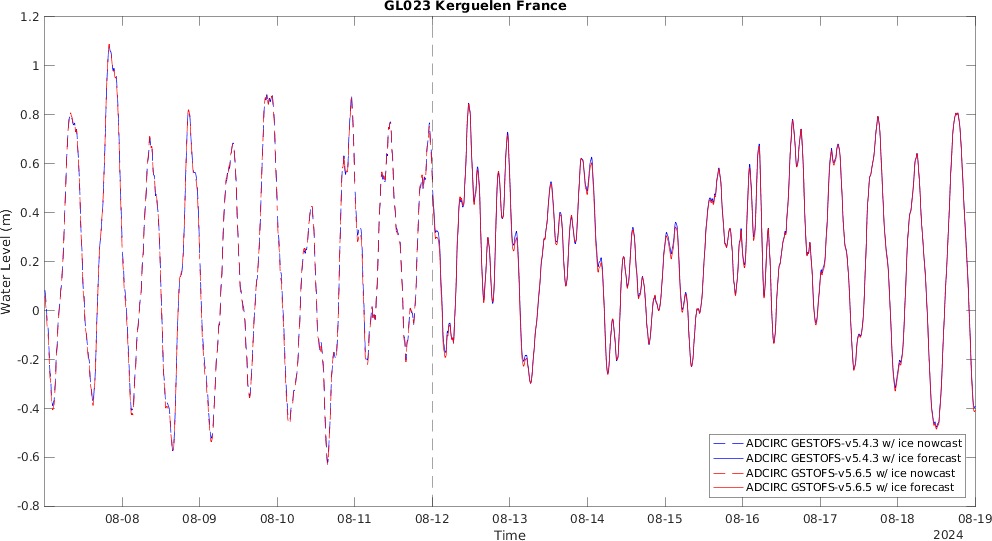 GL023 Kerguelen France
1.2
1
0.8
0.6
0.4
0.2
0
-0.2
-0.4
-0.6
-0.8
Water Level (m)
ADCIRC GESTOFS-v5.4.3 w/ ice nowcast
ADCIRC GESTOFS-v5.4.3 w/ ice forecast
ADCIRC GSTOFS-v5.6.5 w/ ice nowcast
ADCIRC GSTOFS-v5.6.5 w/ ice forecast
08-08 08-09 08-10 08-11 08-12 08-13 08-14 08-15 08-16 08-17 08-18 08-19
Time
2024